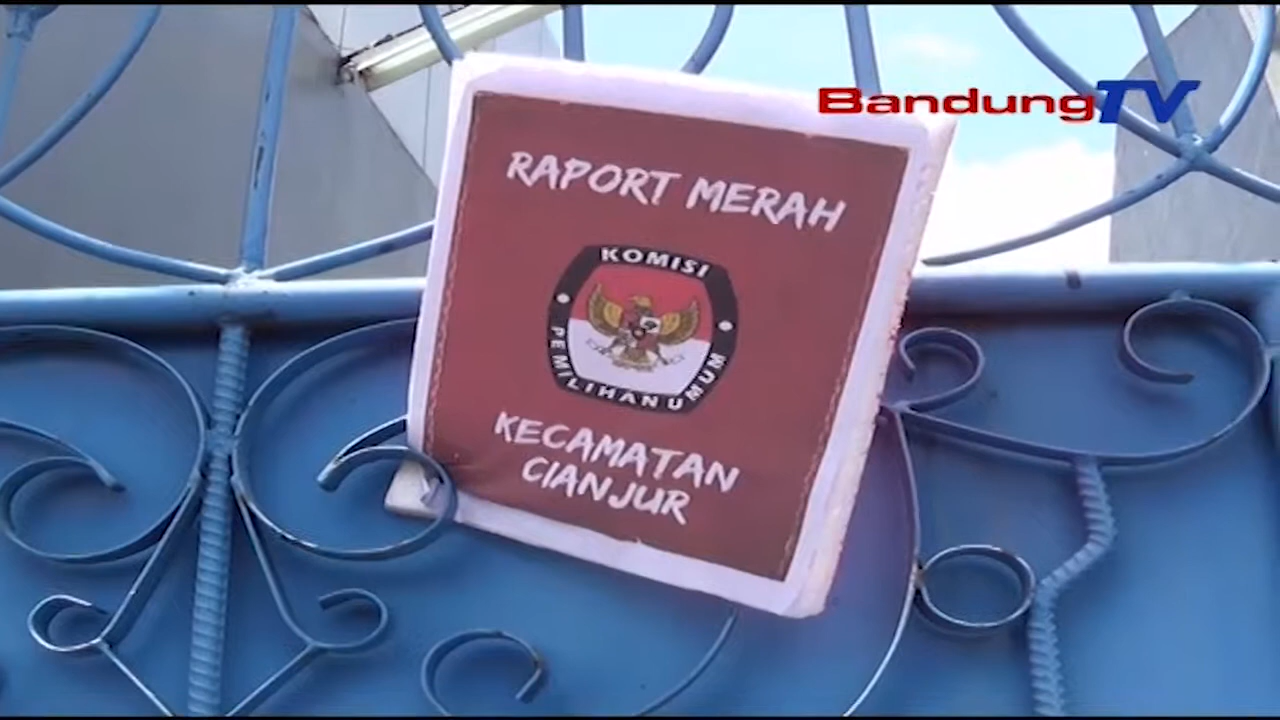 BandungTV
RAPORT MERAH
KOMISI
PEMILIHAN UMUM
KECAMATAN
CIANJUR